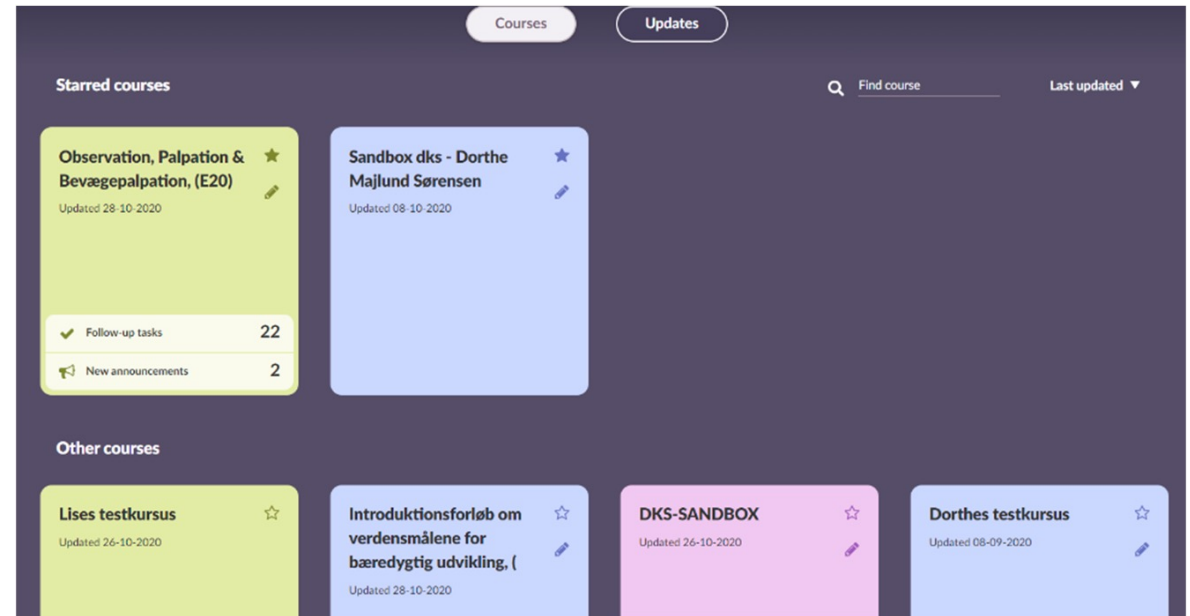 Courses
Updates
Starred courses
Find course
Last updated ▼
Observation, Palpation &
Bevægepalpation, (E20)
Updated 28-10-2020
Follow-up tasks 22
New announcements 2
Sandbox dks - Dorthe
Majlund Sørensen
Updated 08-10-2020
Other courses
Lises testkursus
Updated 26-10-2020
Introduktionsforløb om
verdensmålene for
bæredygtig udvikling, (
Updated 28-10-2020
DKS-SANDBOX
Updated 26-10-2020
Dorthes testkursus
Updated 08-09-2020